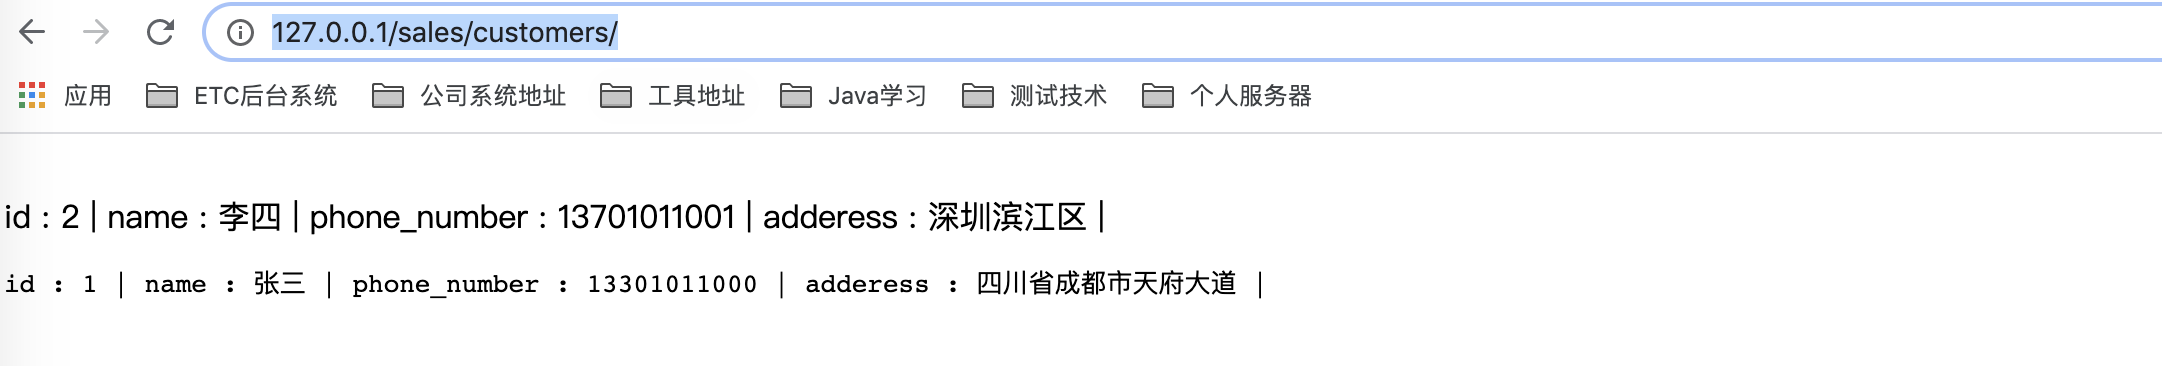 127.0.0.1/sales/customers/
应用 ETC后台系统 公司系统地址 工具地址 Java学习 测试技术 个人服务器
id : 2 | name : 李四 | phone_number : 13701011001 | adderess : 深圳滨江区 |
id : 1 | name : 张三 | phone_number : 13301011000 | adderess : 四川省成都市天府大道 |